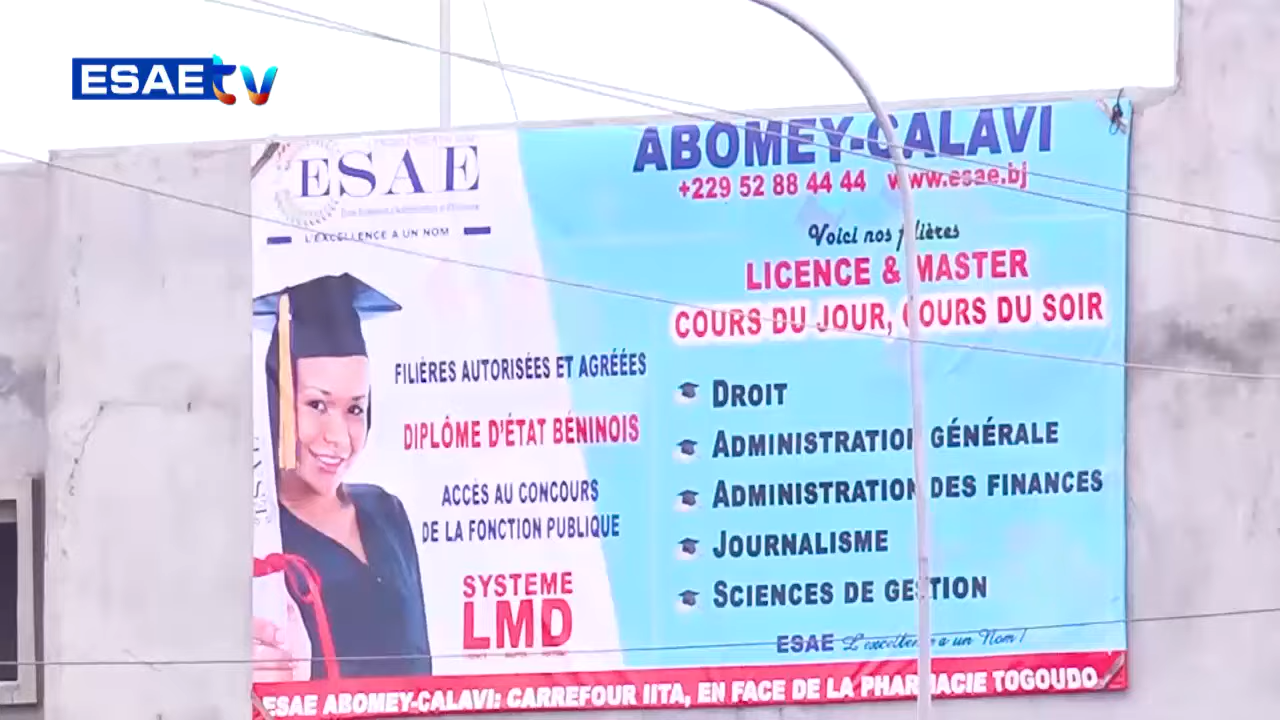 ESAE tv
ESAE
L'EXCELLENCE A UN NOM
ABOMEY-CALAVI
+229 52 88 44 44 www.esae.bj
Voici nos filières
LICENCE & MASTER
COURS DU JOUR, COURS DU SOIR
FILIÈRES AUTORISÉES ET AGRÉÉES
DIPLÔME D'ÉTAT BÉNINOIS
ACCÈS AU CONCOURS
DE LA FONCTION PUBLIQUE
SYSTEME
LMD
DROIT
ADMINISTRATION GÉNÉRALE
ADMINISTRATION DES FINANCES
JOURNALISME
SCIENCES DE GESTION
ESAE L'excellence a un Nom !
ESAE
ESAE ABOMEY-CALAVI: CARREFOUR IITA, EN FACE DE LA PHARMACIE TOGOUDO